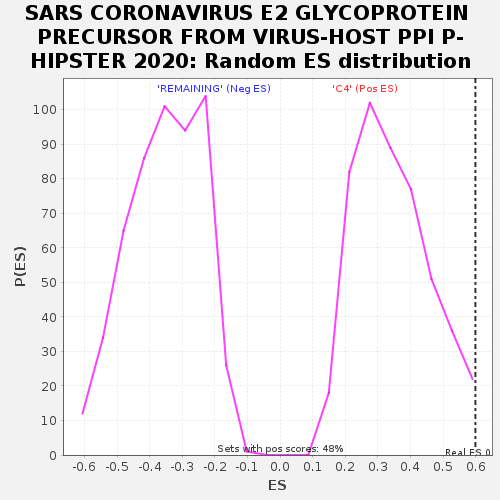 SARS CORONAVIRUS E2 GLYCOPROTEIN
PRECURSOR FROM VIRUS-HOST PPI P-
HIPSTER 2020: Random ES distribution
'REMAINING' (Neg ES)
'C4' (Pos ES)
P(ES)
100
90
80
70
60
50
40
30
20
10
0
Sets with pos scores: 48%
Real ES 0
-0.6 -0.5 -0.4 -0.3 -0.2 -0.1 0.0 0.1 0.2 0.3 0.4 0.5 0.6
ES